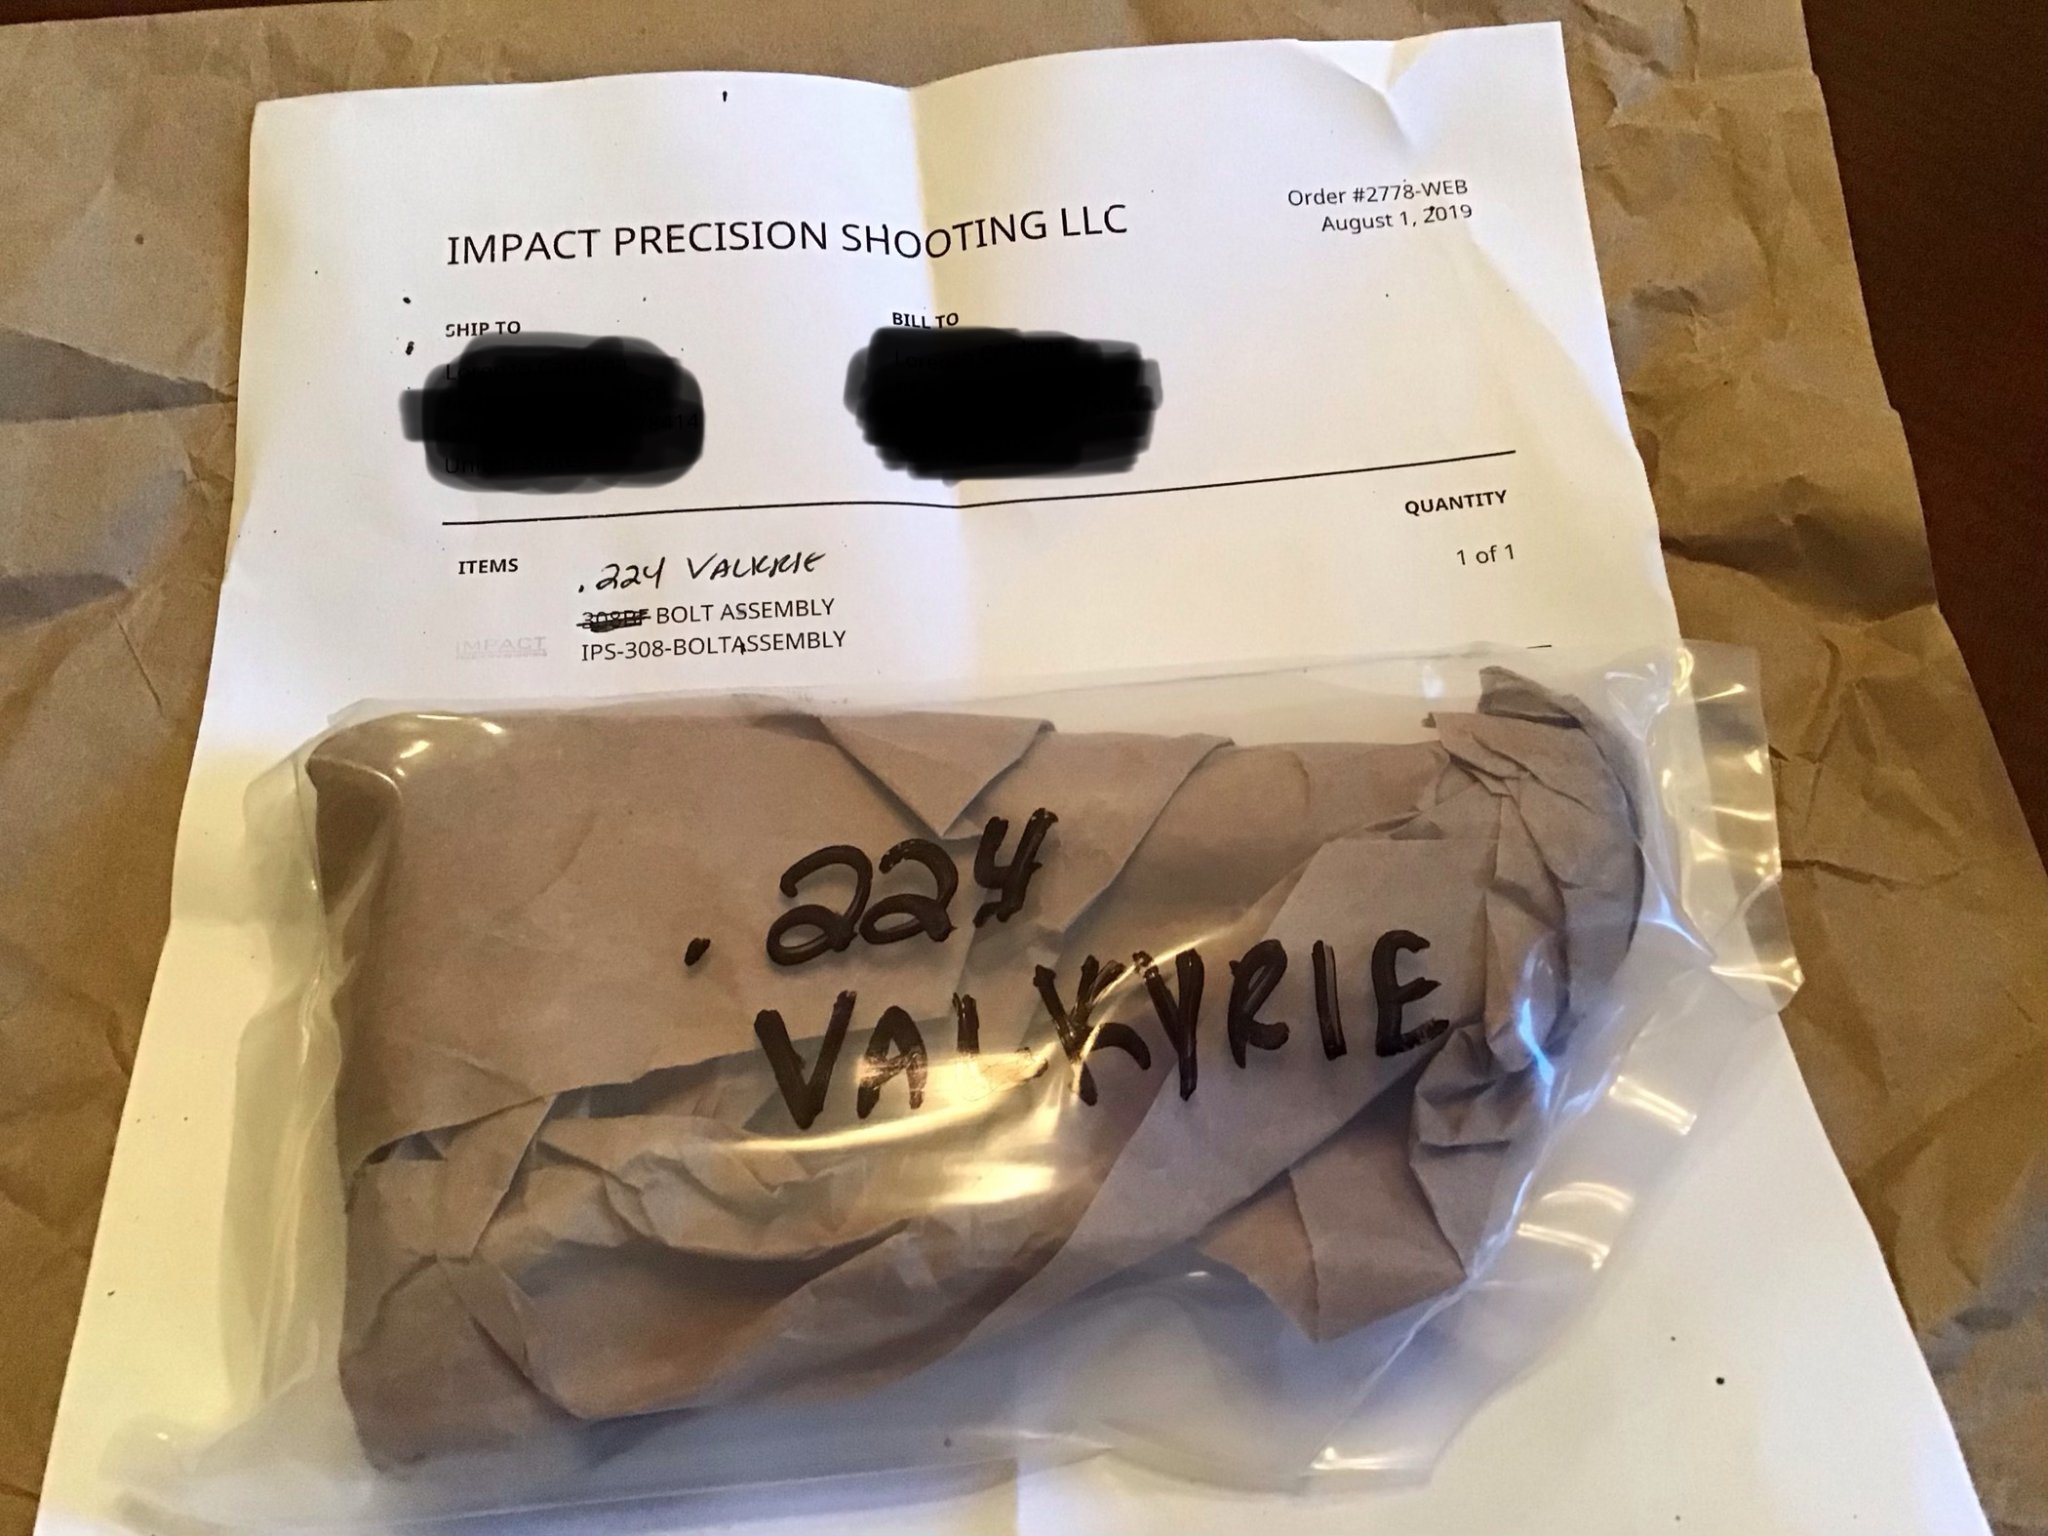 IMPACT PRECISION SHOOTING LLC
Order #2778-WEB
August 1, 2019
SHIP TO
BILL TO
ITEMS
QUANTITY
.224 VALKRIE
1 of 1
BOLT ASSEMBLY
IMPACT
IPS-308-BOLTASSEMBLY
.224
VALKYRIE